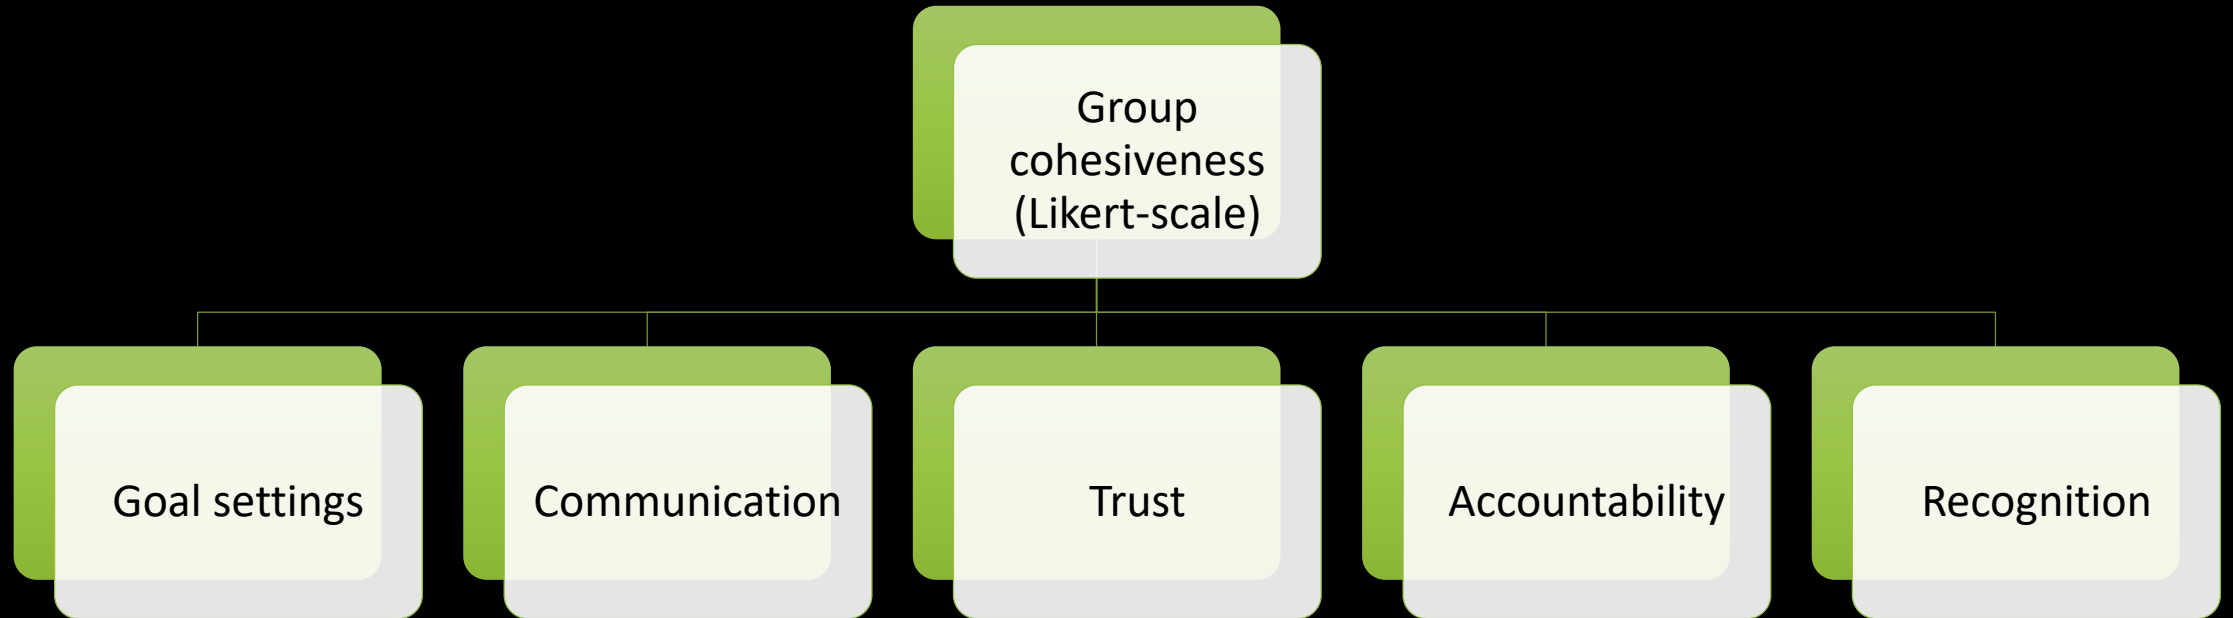 Group
cohesiveness
(Likert-scale)
Goal settings
Communication
Trust
Accountability
Recognition